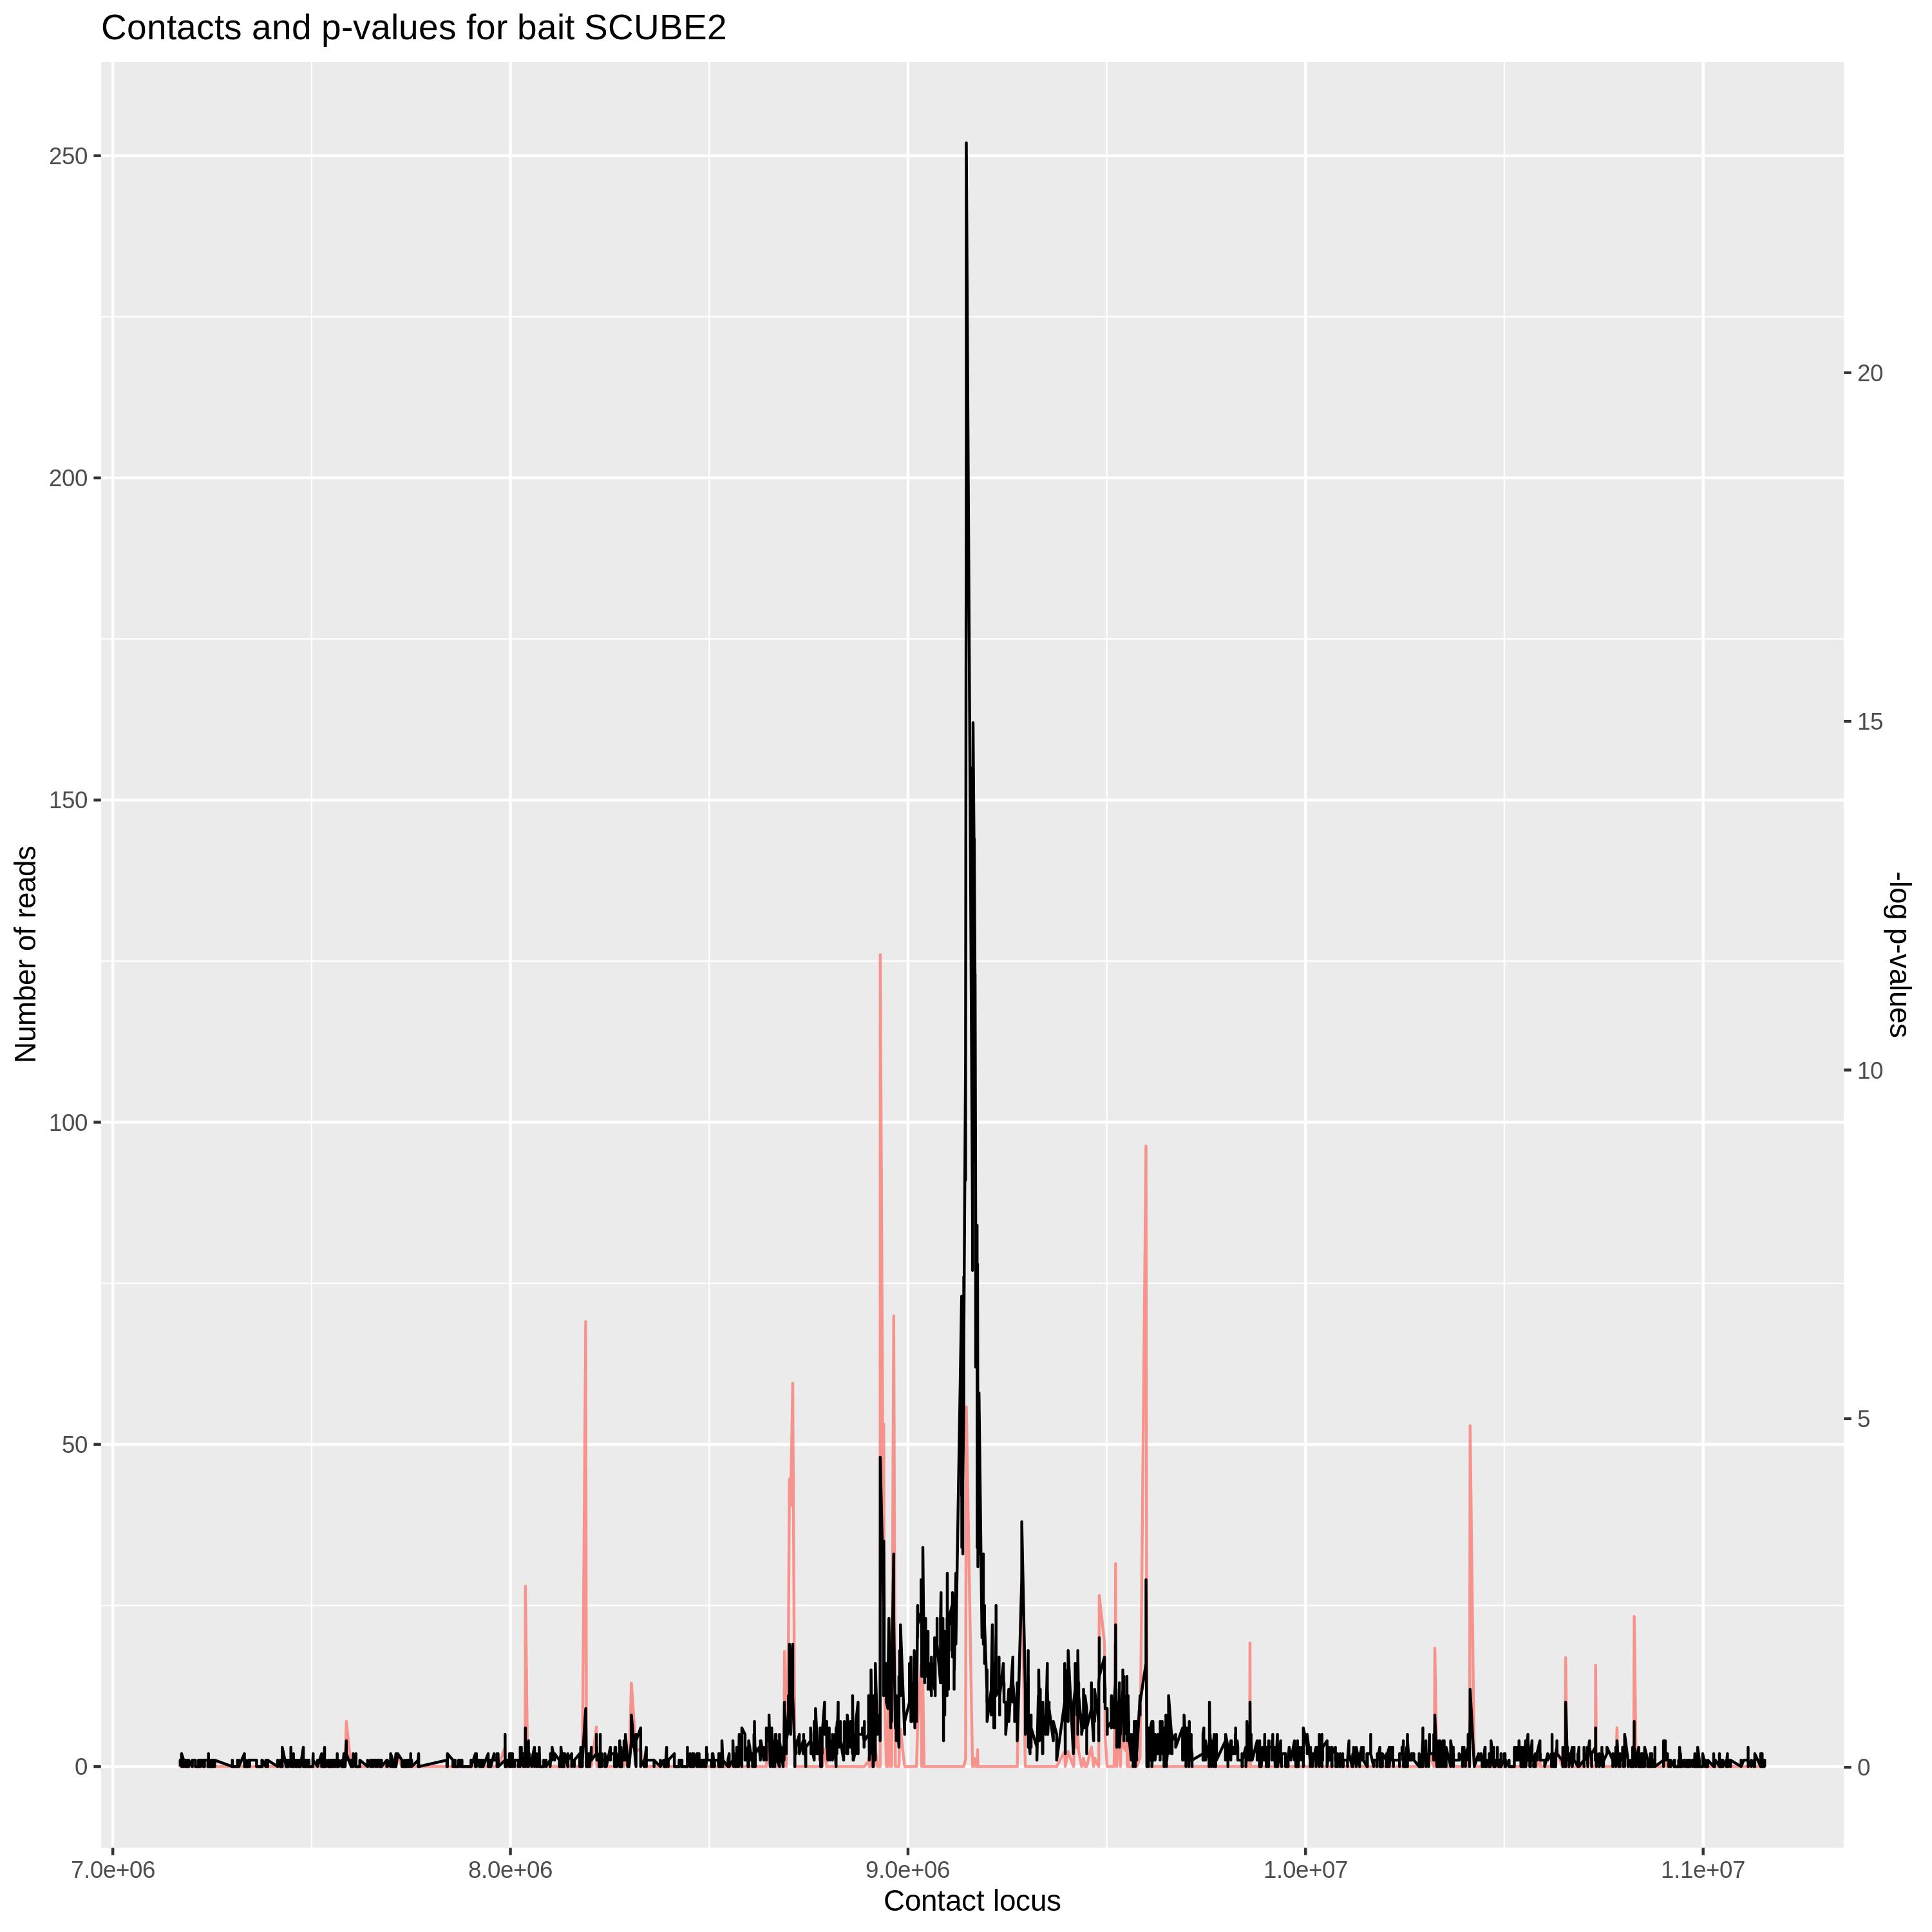 Contacts and p-values for bait SCUBE2
250
200
150
100
50
0
Number of reads
20
15
10
5
0
-log p-values
7.0e+06
8.0e+06
9.0e+06
1.0e+07
1.1e+07
Contact locus